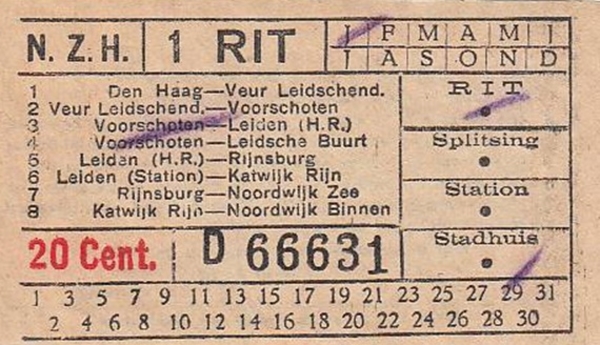 N. Z. H. 1 RIT
J F M A M J
J A S O N D
1 Den Haag—Veur Leidschend.
2 Veur Leidschend.—Voorschoten
3 Voorschoten—Leiden (H.R.)
4 Voorschoten—Leidsche Buurt
5 Leiden (H.R.)—Rijnsburg
6 Leiden (Station)—Katwijk Rijn
7 Rijnsburg—Noordwijk Zee
8 Katwijk Rijn—Noordwijk Binnen
RIT
Splitsing
Station
Stadhuis
20 Cent. D 66631
1 3 5 7 9 11 13 15 17 19 21 23 25 27 29 31
2 4 6 8 10 12 14 16 18 20 22 24 26 28 30